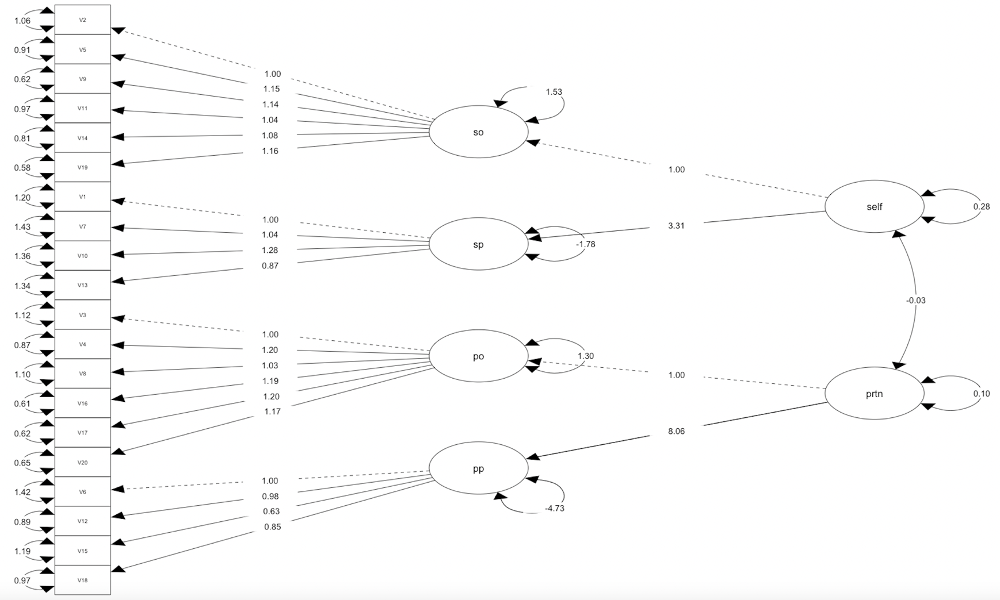 1.06 V2
0.91 V5
0.62 V9
0.97 V11
0.81 V14
0.58 V19
1.20 V1
1.43 V7
1.36 V10
1.34 V13
1.12 V3
0.87 V4
1.10 V8
0.61 V16
0.62 V17
0.65 V20
1.42 V6
0.89 V12
1.19 V15
0.97 V18
1.00
1.15
1.14
1.04
1.08
1.16
1.00
1.04
1.28
0.87
1.00
1.20
1.03
1.19
1.20
1.17
1.00
0.98
0.63
0.85
so
1.53
sp
-1.78
po
1.30
pp
-4.73
1.00
3.31
1.00
8.06
self
0.28
-0.03
prtn
0.10